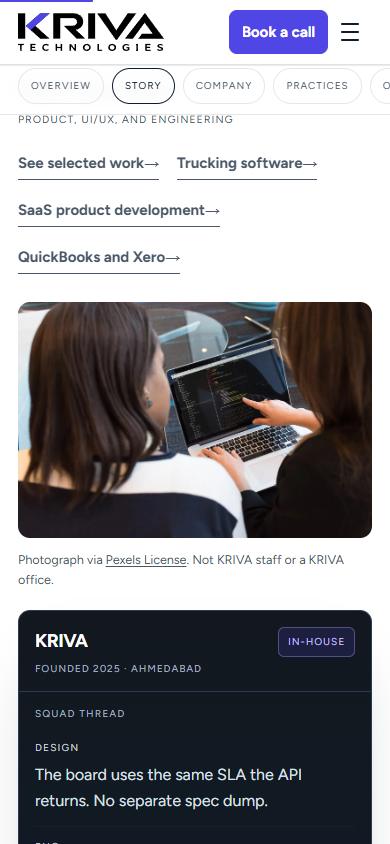 KRIVA
TECHNOLOGIES
Book a call
OVERVIEW
STORY
COMPANY
PRACTICES
PRODUCT, UI/UX, AND ENGINEERING
See selected work→
Trucking software→
SaaS product development→
QuickBooks and Xero→
Photograph via Pexels License. Not KRIVA staff or a KRIVA
office.
KRIVA
IN-HOUSE
FOUNDED 2025 · AHMEDABAD
SQUAD THREAD
DESIGN
The board uses the same SLA the API
returns. No separate spec dump.